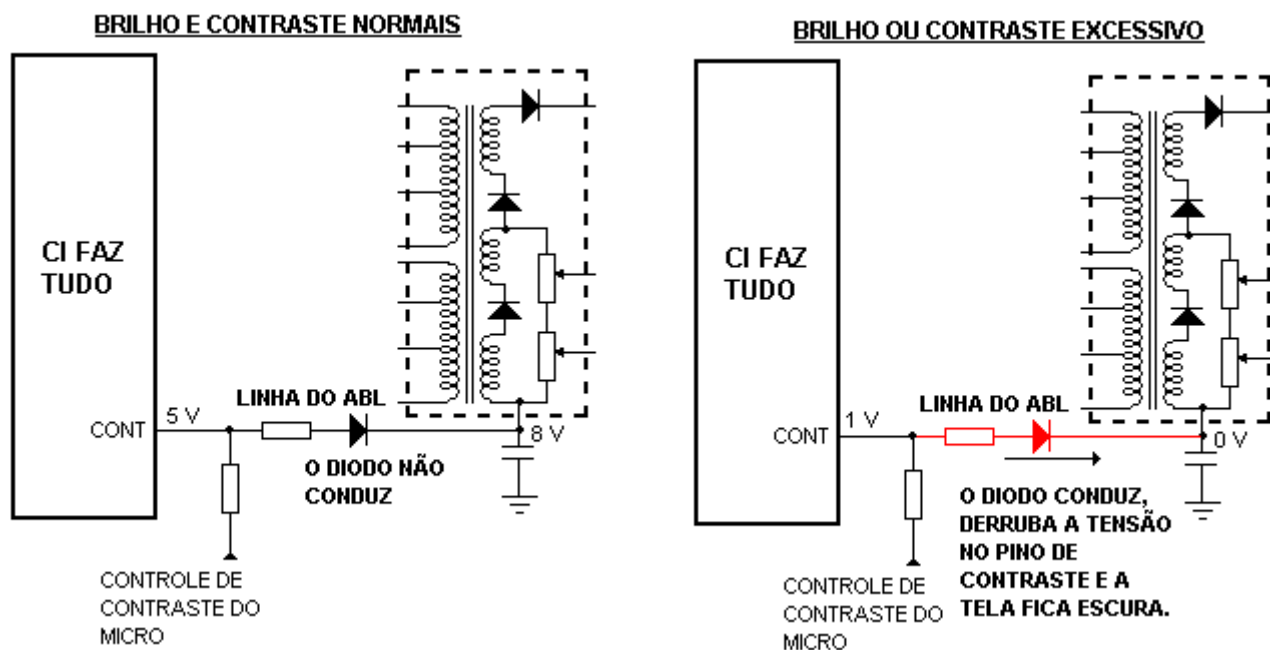 BRILHO E CONTRASTE NORMAIS
CI FAZ
TUDO
CONT
5 V
LINHA DO ABL
8 V
O DIODO NÃO
CONDUZ
CONTROLE DE
CONTRASTE DO
MICRO
BRILHO OU CONTRASTE EXCESSIVO
CI FAZ
TUDO
CONT
1 V
LINHA DO ABL
0 V
O DIODO CONDUZ,
DERRUBA A TENSÃO
NO PINO DE
CONTRASTE E A
TELA FICA ESCURA.
CONTROLE DE
CONTRASTE DO
MICRO